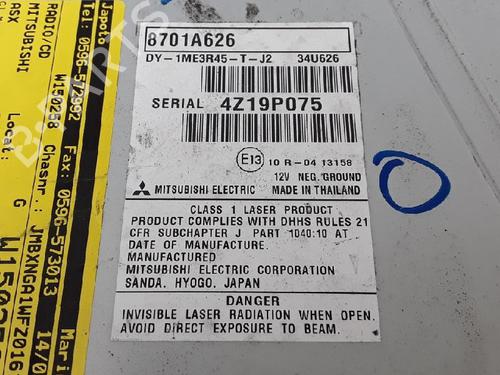 8701A626
DY-1ME3R45-T-J2 34U626
SERIAL 4Z19P075
E13 10 R-04 13158
12V NEG. GROUND
MITSUBISHI ELECTRIC MADE IN THAILAND
CLASS 1 LASER PRODUCT
PRODUCT COMPLIES WITH DHHS RULES 21
CFR SUBCHAPTER J PART 1040:10 AT
DATE OF MANUFACTURE.
MANUFACTURED
MITSUBISHI ELECTRIC CORPORATION
SANDA, HYOGO, JAPAN
DANGER
INVISIBLE LASER RADIATION WHEN OPEN.
AVOID DIRECT EXPOSURE TO BEAM.
Japoto
Tel.: 0596-572992 Fax: 0596-573013
W150258 Chasnr.: JMBXNGA1WFZ016
RADIO/CD
MITSUBISHI
ASX
Locat: G